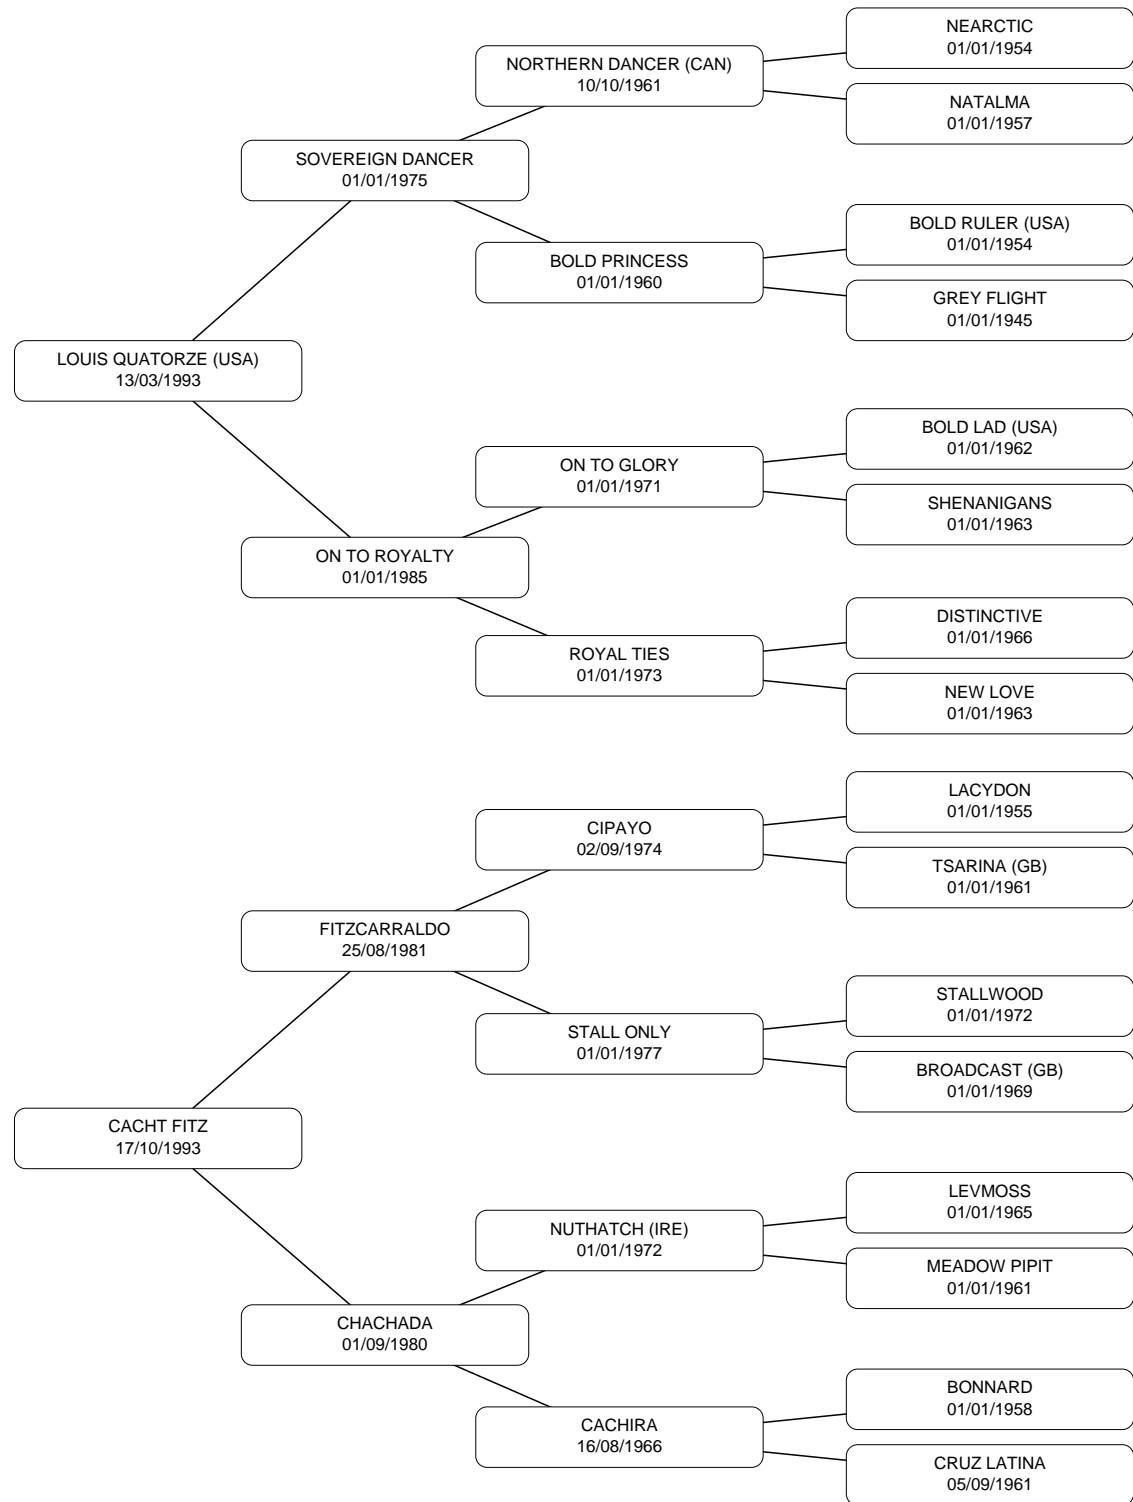 NEARCTIC
01/01/1954
NORTHERN DANCER (CAN)
10/10/1961
NATALMA
01/01/1957
SOVEREIGN DANCER
01/01/1975
BOLD RULER (USA)
01/01/1954
BOLD PRINCESS
01/01/1960
GREY FLIGHT
01/01/1945
LOUIS QUATORZE (USA)
13/03/1993
BOLD LAD (USA)
01/01/1962
ON TO GLORY
01/01/1971
SHENANIGANS
01/01/1963
ON TO ROYALTY
01/01/1985
DISTINCTIVE
01/01/1966
ROYAL TIES
01/01/1973
NEW LOVE
01/01/1963
LACYDON
01/01/1955
CIPAYO
02/09/1974
TSARINA (GB)
01/01/1961
FITZCARRALDO
25/08/1981
STALLWOOD
01/01/1972
STALL ONLY
01/01/1977
BROADCAST (GB)
01/01/1969
CACHT FITZ
17/10/1993
LEVMOSS
01/01/1965
NUTHATCH (IRE)
01/01/1972
MEADOW PIPIT
01/01/1961
CHACHADA
01/09/1980
BONNARD
01/01/1958
CACHIRA
16/08/1966
CRUZ LATINA
05/09/1961